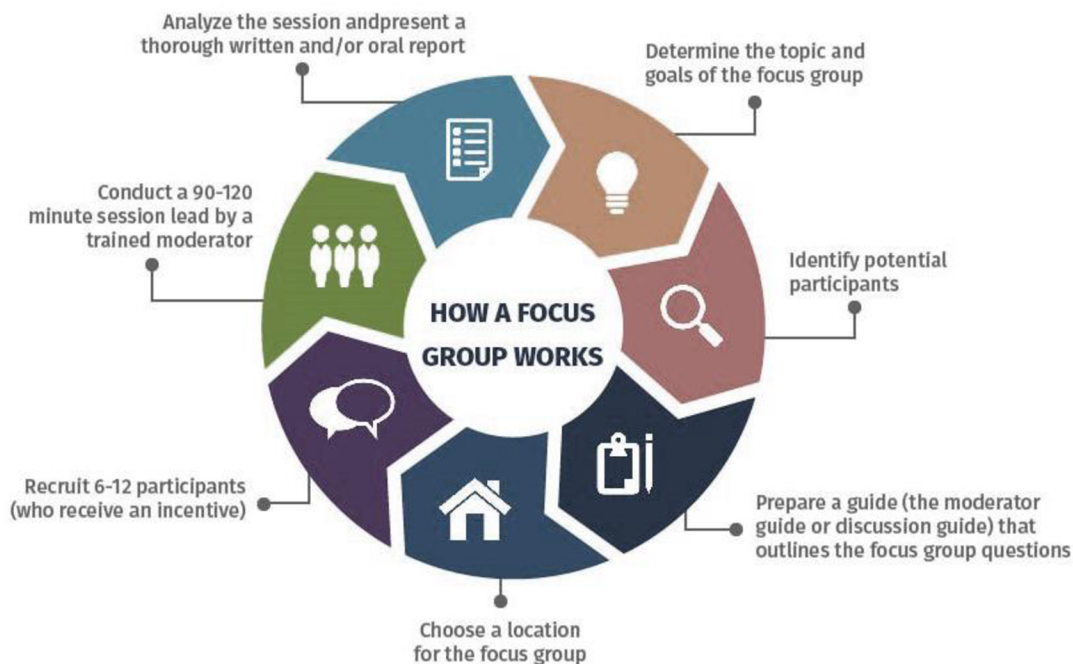 HOW A FOCUS
GROUP WORKS
Determine the topic and
goals of the focus group
Identify potential
participants
Prepare a guide (the moderator
guide or discussion guide) that
outlines the focus group questions
Choose a location
for the focus group
Recruit 6-12 participants
(who receive an incentive)
Conduct a 90-120
minute session lead by a
trained moderator
Analyze the session andpresent a
thorough written and/or oral report